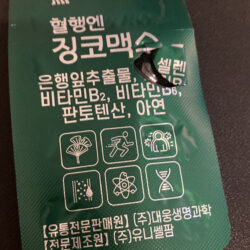 혈행엔
징코맥스
셀렌
은행잎추출물,
비타민B₂, 비타민B₆,
판토텐산, 아연
【유통전문판매원】 (주)대웅생명과학
【전문제조원】 (주)유니쎌팜